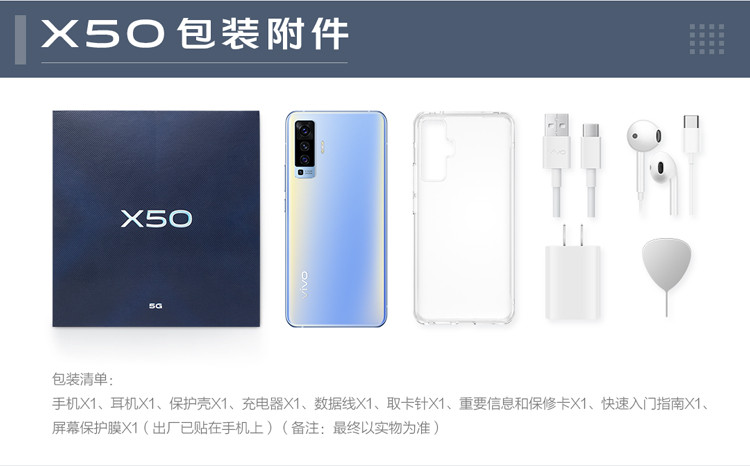 X50 包装附件
X50
5G
vivo
vivo
包装清单：
手机X1、耳机X1、保护壳X1、充电器X1、数据线X1、取卡针X1、重要信息和保修卡X1、快速入门指南X1、
屏幕保护膜X1（出厂已贴在手机上）（备注：最终以实物为准）